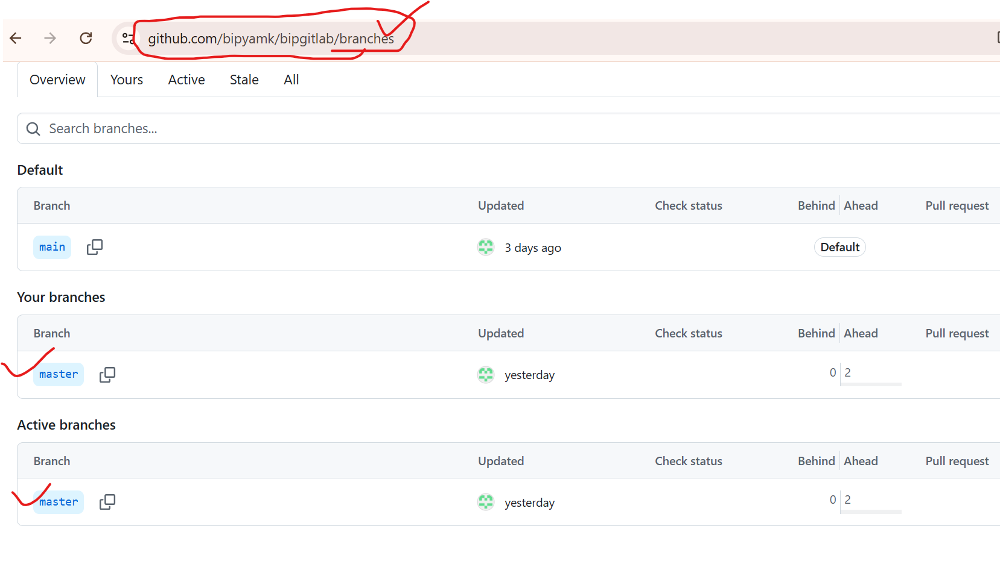 github.com/bipyamk/bipgitlab/branches
Overview Yours Active Stale All
Search branches...
Default
Branch Updated Check status Behind Ahead Pull request
main 3 days ago Default
Your branches
Branch Updated Check status Behind Ahead Pull request
master yesterday 0 2
Active branches
Branch Updated Check status Behind Ahead Pull request
master yesterday 0 2